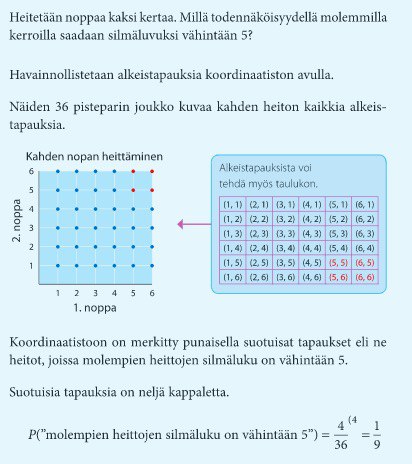 Heitetään noppaa kaksi kertaa. Millä todennäköisyydellä molemmilla
kerroilla saadaan silmäluvuksi vähintään 5?
Havainnollistetaan alkeistapauksia koordinaatiston avulla.
Näiden 36 pisteparin joukko kuvaa kahden heiton kaikkia alkeis-
tapauksia.
Kahden nopan heittäminen
6
5
4
3
2
1
2. noppa
1 2 3 4 5 6
1. noppa
Alkeistapauksista voi
tehdä myös taulukon.
(1, 1) (2, 1) (3, 1) (4, 1) (5, 1) (6, 1)
(1, 2) (2, 2) (3, 2) (4, 2) (5, 2) (6, 2)
(1, 3) (2, 3) (3, 3) (4, 3) (5, 3) (6, 3)
(1, 4) (2, 4) (3, 4) (4, 4) (5, 4) (6, 4)
(1, 5) (2, 5) (3, 5) (4, 5) (5, 5) (6, 5)
(1, 6) (2, 6) (3, 6) (4, 6) (5, 6) (6, 6)
Koordinaatistoon on merkitty punaisella suotuisat tapaukset eli ne
heitot, joissa molempien heittojen silmäluku on vähintään 5.
Suotuisia tapauksia on neljä kappaletta.
P(”molempien heittojen silmäluku on vähintään 5”) = 4/36 (4 = 1/9